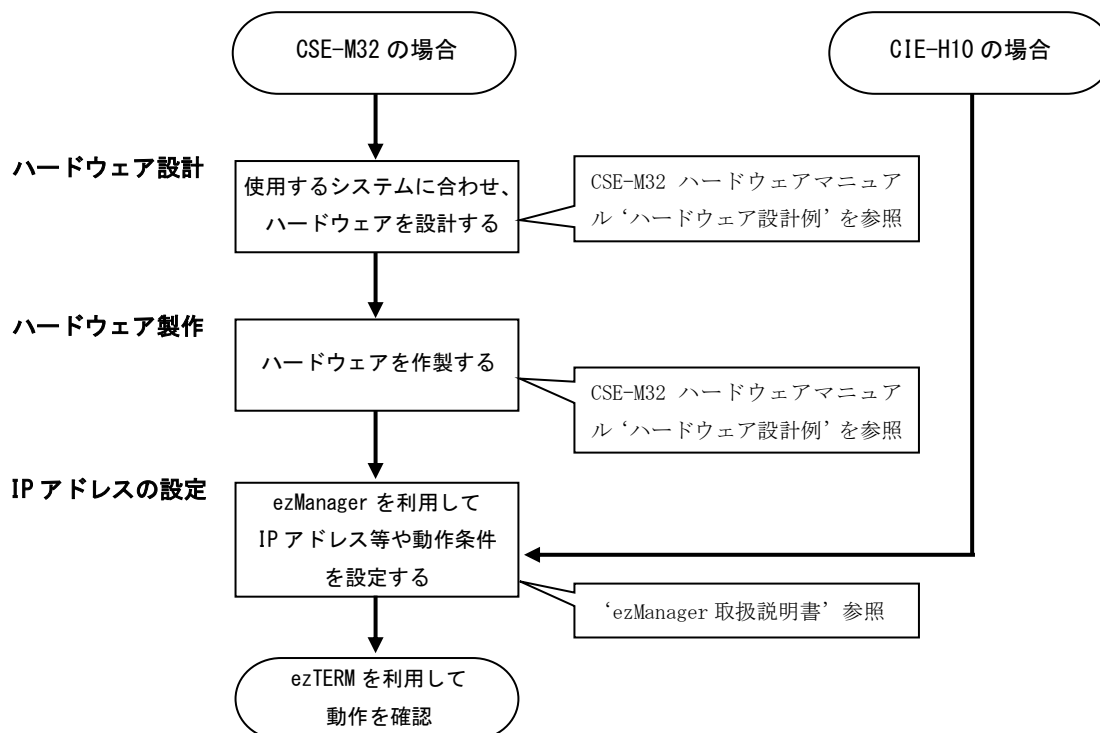 CSE-M32 の場合
CIE-H10 の場合
ハードウェア設計
使用するシステムに合わせ、
ハードウェアを設計する
CSE-M32 ハードウェアマニュア
ル‘ハードウェア設計例’を参照
ハードウェア製作
ハードウェアを作製する
CSE-M32 ハードウェアマニュア
ル‘ハードウェア設計例’を参照
IP アドレスの設定
ezManager を利用して
IP アドレス等や動作条件
を設定する
‘ezManager 取扱説明書’参照
ezTERM を利用して
動作を確認